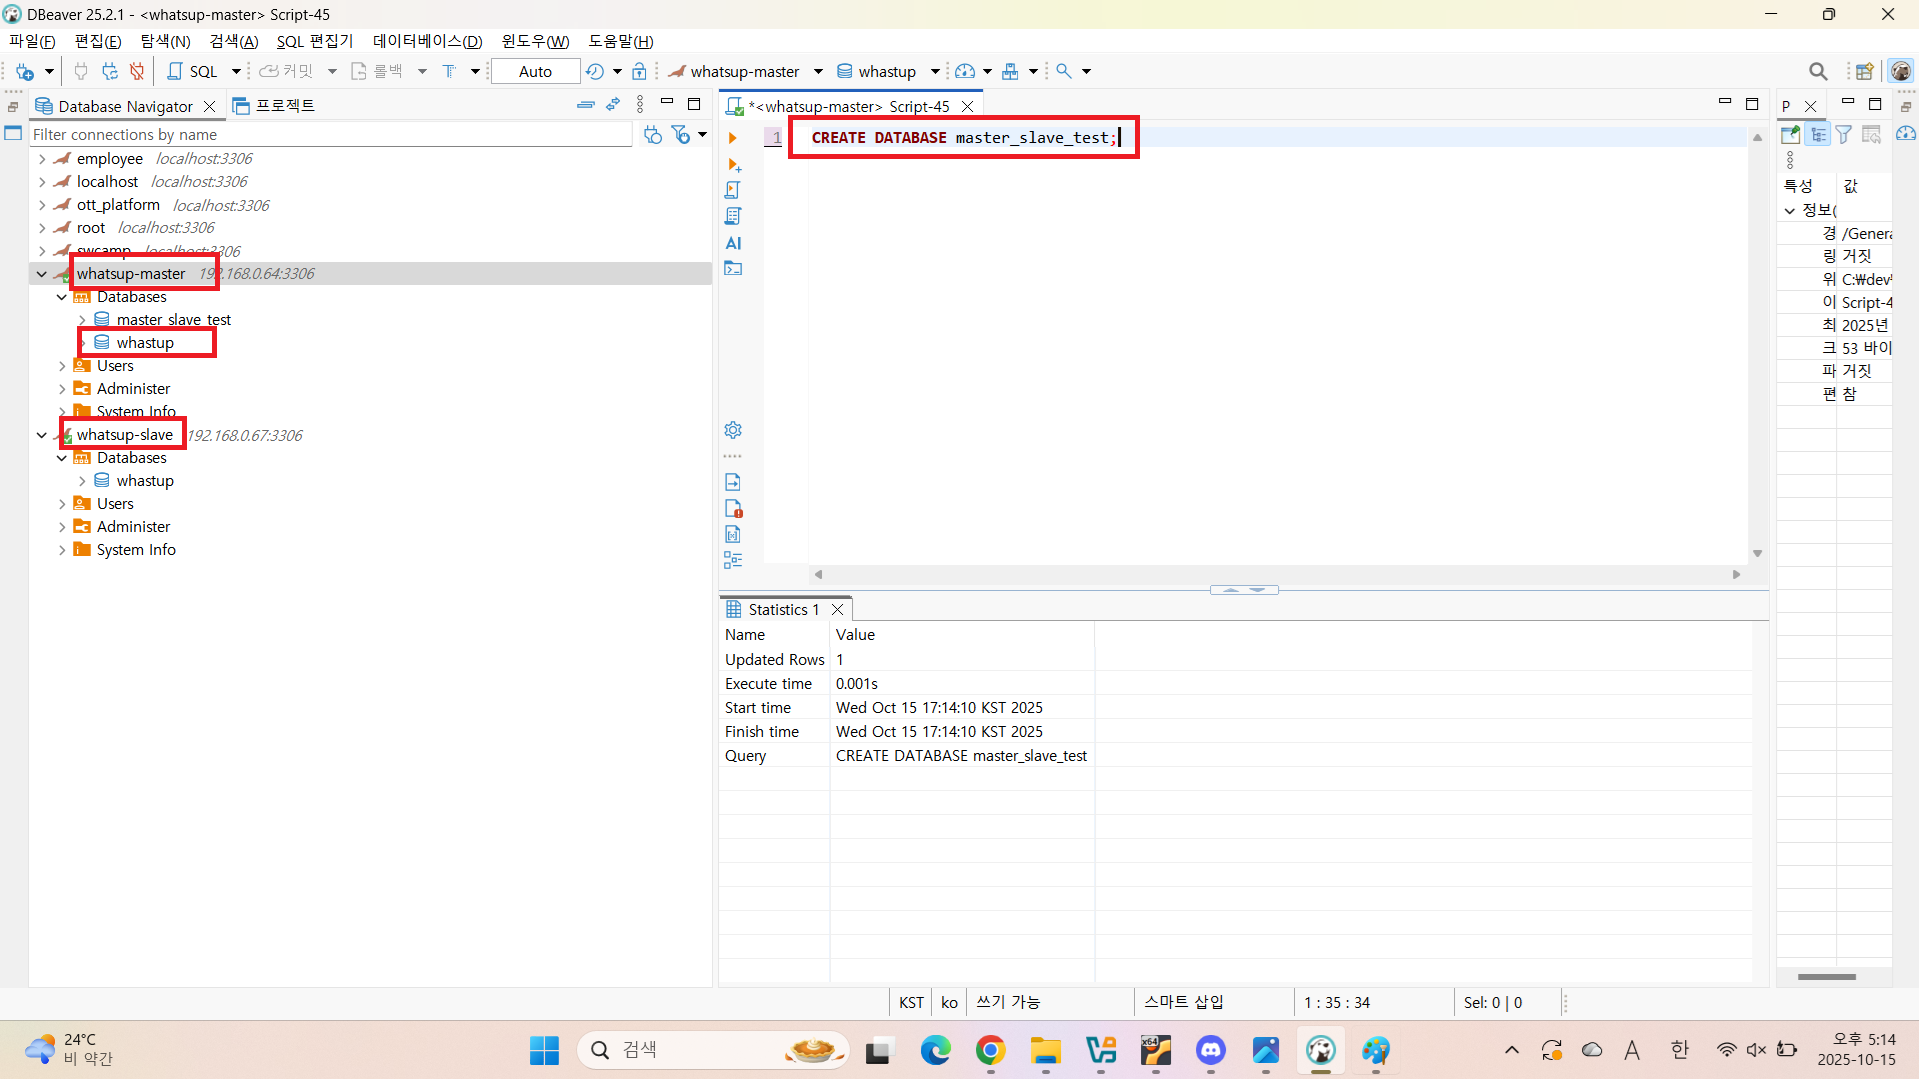 DBeaver 25.2.1 - <whatsup-master> Script-45
파일(F) 편집(E) 탐색(N) 검색(A) SQL 편집기 데이터베이스(D) 윈도우(W) 도움말(H)
SQL 커밋 롤백 T Auto whatsup-master whastup
Database Navigator 프로젝트
Filter connections by name
employee localhost:3306
localhost localhost:3306
ott_platform localhost:3306
root localhost:3306
swcamp localhost:3306
whatsup-master 192.168.0.64:3306
Databases
master_slave_test
whastup
Users
Administer
System Info
whatsup-slave 192.168.0.67:3306
Databases
whastup
Users
Administer
System Info
*<whatsup-master> Script-45
1 CREATE DATABASE master_slave_test;
AI
Statistics 1
Name Value
Updated Rows 1
Execute time 0.001s
Start time Wed Oct 15 17:14:10 KST 2025
Finish time Wed Oct 15 17:14:10 KST 2025
Query CREATE DATABASE master_slave_test
P
특성 값
정보(
경 /Genera
링 거짓
위 C:₩dev₩
이 Script-4
최 2025년
크 53 바이
파 거짓
편 참
KST ko 쓰기 가능 스마트 삽입 1 : 35 : 34 Sel: 0 | 0
24°C
비 약간
검색
x64
A 한
오후 5:14
2025-10-15